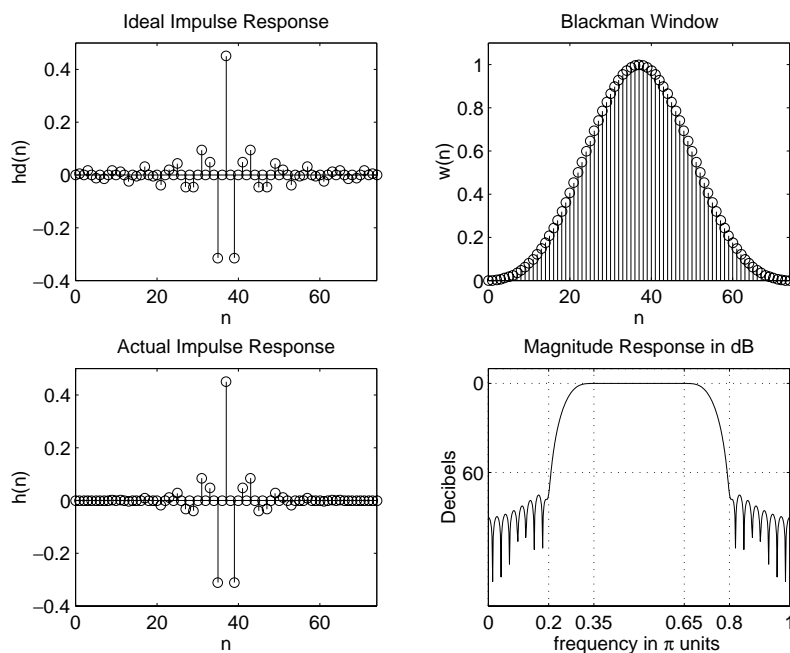 Ideal Impulse Response
0.4
0.2
0
−0.2
−0.4
hd(n)
0 20 40 60
n
Blackman Window
1
0.8
0.6
0.4
0.2
0
w(n)
0 20 40 60
n
Actual Impulse Response
0.4
0.2
0
−0.2
−0.4
h(n)
0 20 40 60
n
Magnitude Response in dB
0
60
Decibels
0 0.2 0.35 0.65 0.8 1
frequency in π units